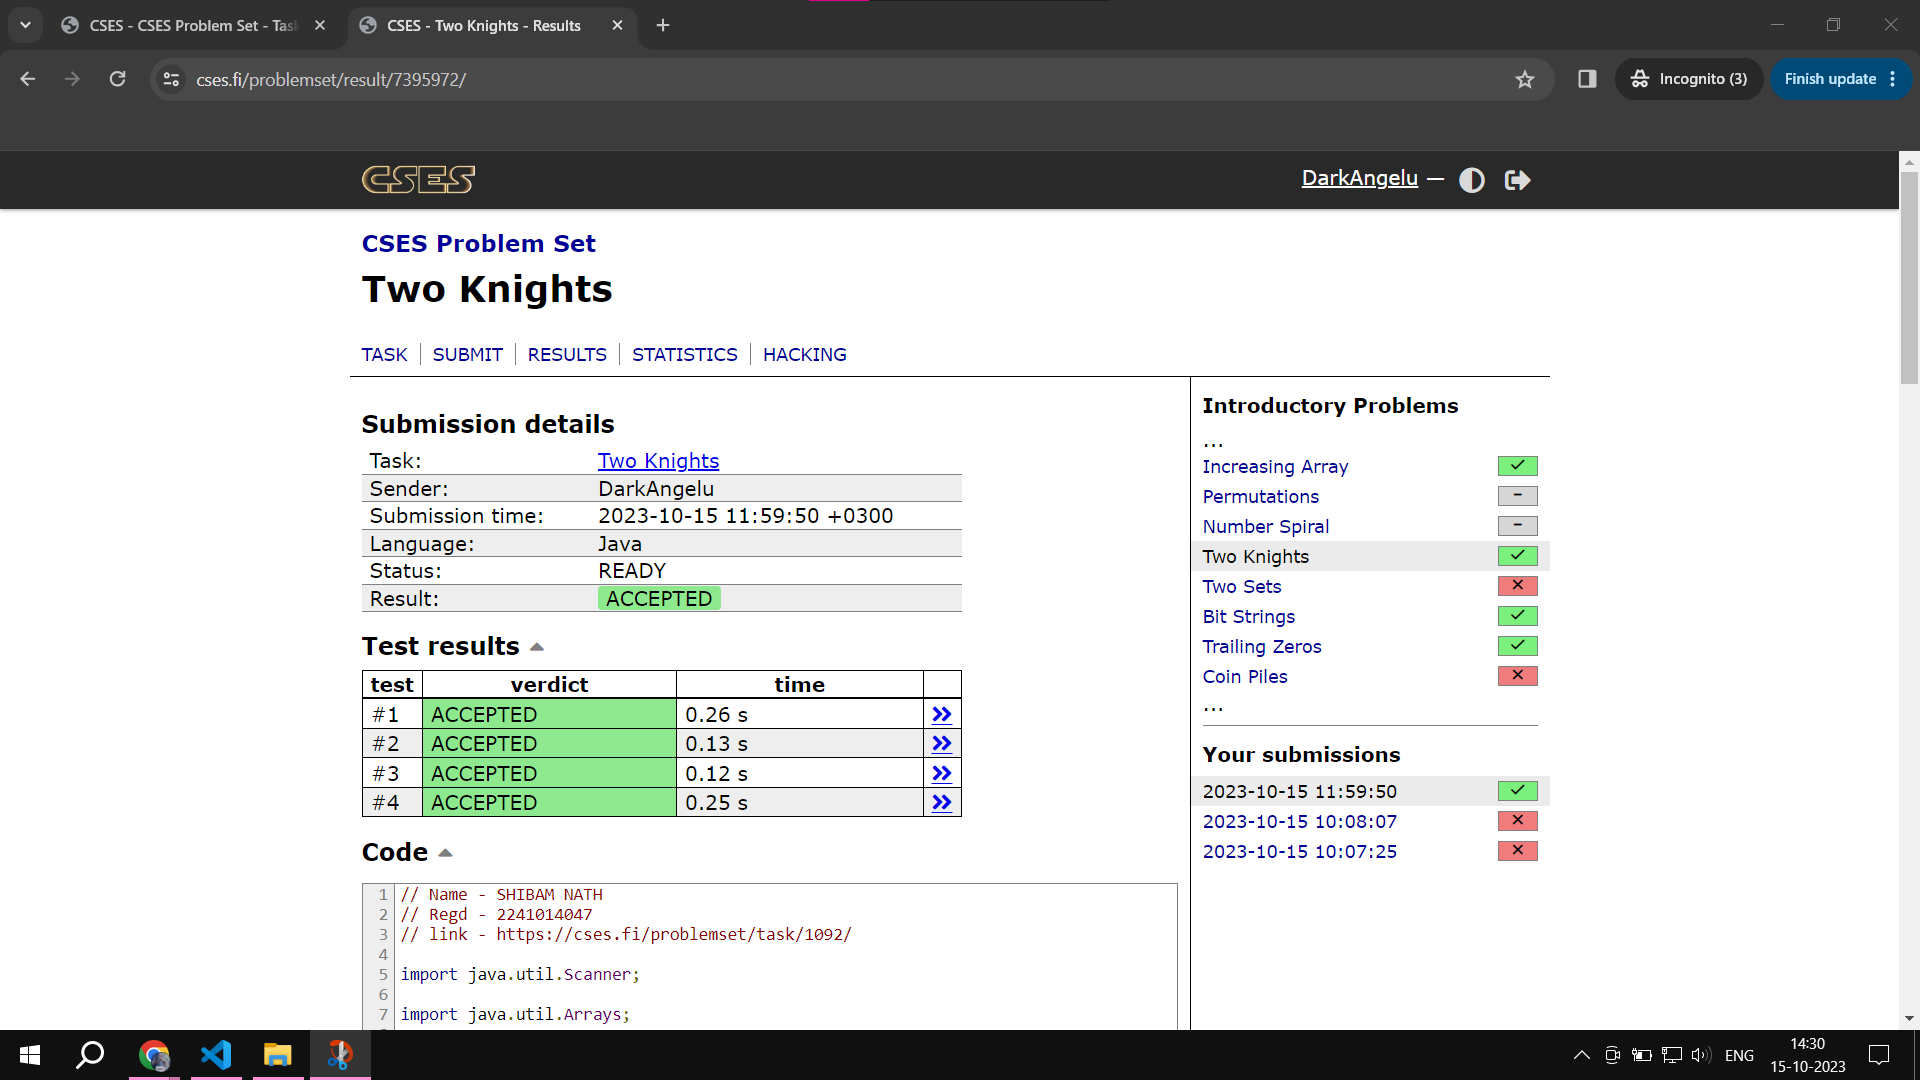 CSES - CSES Problem Set - Tas
CSES - Two Knights - Results
cses.fi/problemset/result/7395972/
Incognito (3)
Finish update
CSES
DarkAngelu —
CSES Problem Set
Two Knights
TASK
SUBMIT
RESULTS
STATISTICS
HACKING
Submission details
Task: Two Knights
Sender: DarkAngelu
Submission time: 2023-10-15 11:59:50 +0300
Language: Java
Status: READY
Result: ACCEPTED
Test results
test verdict time
#1 ACCEPTED 0.26 s
#2 ACCEPTED 0.13 s
#3 ACCEPTED 0.12 s
#4 ACCEPTED 0.25 s
Code
1 // Name - SHIBAM NATH
2 // Regd - 2241014047
3 // link - https://cses.fi/problemset/task/1092/
4
5 import java.util.Scanner;
6
7 import java.util.Arrays;
Introductory Problems
...
Increasing Array
Permutations –
Number Spiral –
Two Knights
Two Sets
Bit Strings
Trailing Zeros
Coin Piles
...
Your submissions
2023-10-15 11:59:50
2023-10-15 10:08:07
2023-10-15 10:07:25
ENG
14:30
15-10-2023